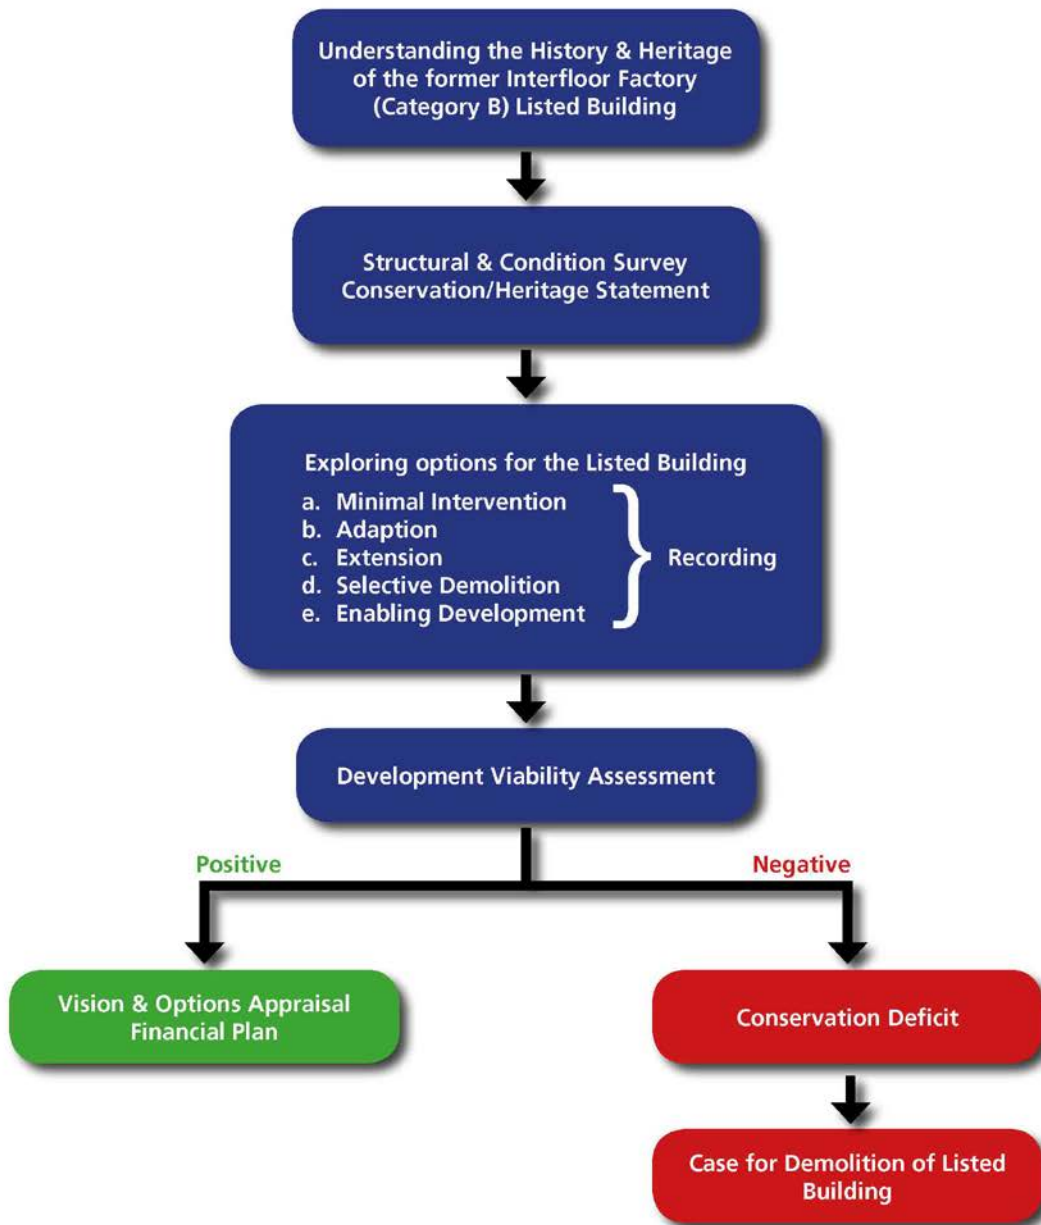 Understanding the History & Heritage
of the former Interfloor Factory
(Category B) Listed Building
Structural & Condition Survey
Conservation/Heritage Statement
Exploring options for the Listed Building
a. Minimal Intervention
b. Adaption
c. Extension
d. Selective Demolition
e. Enabling Development
Recording
Development Viability Assessment
Positive
Negative
Vision & Options Appraisal
Financial Plan
Conservation Deficit
Case for Demolition of Listed
Building